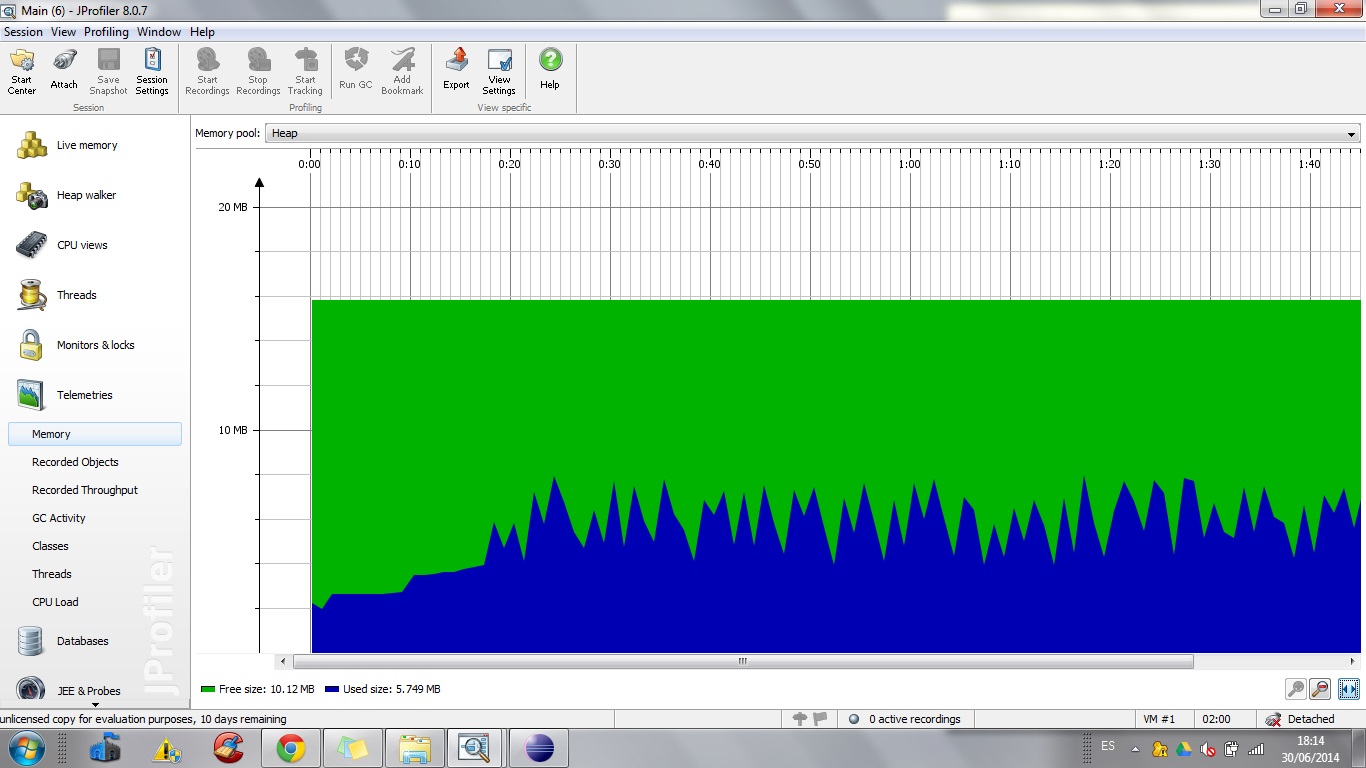 Main (6) - JProfiler 8.0.7
Session View Profiling Window Help
Start Center
Attach
Save Snapshot
Session Settings
Start Recordings
Stop Recordings
Start Tracking
Run GC
Add Bookmark
Export
View Settings
Help
Session
Profiling
View specific
Live memory
Heap walker
CPU views
Threads
Monitors & locks
Telemetries
Memory
Recorded Objects
Recorded Throughput
GC Activity
Classes
Threads
CPU Load
Databases
JEE & Probes
JProfiler
Memory pool: Heap
0:00 0:10 0:20 0:30 0:40 0:50 1:00 1:10 1:20 1:30 1:40
20 MB
10 MB
Free size: 10.12 MB Used size: 5.749 MB
unlicensed copy for evaluation purposes, 10 days remaining
0 active recordings
VM #1
02:00
Detached
ES
18:14
30/06/2014